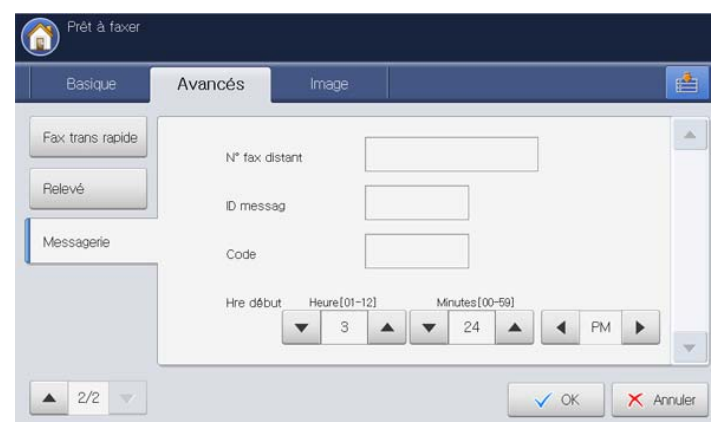 Prêt à faxer
Basique Avancés Image
Fax trans rapide
Relevé
Messagerie
N° fax distant
ID messag
Code
Hre début Heure[01-12] Minutes[00-59]
3 24 PM
2/2
OK Annuler